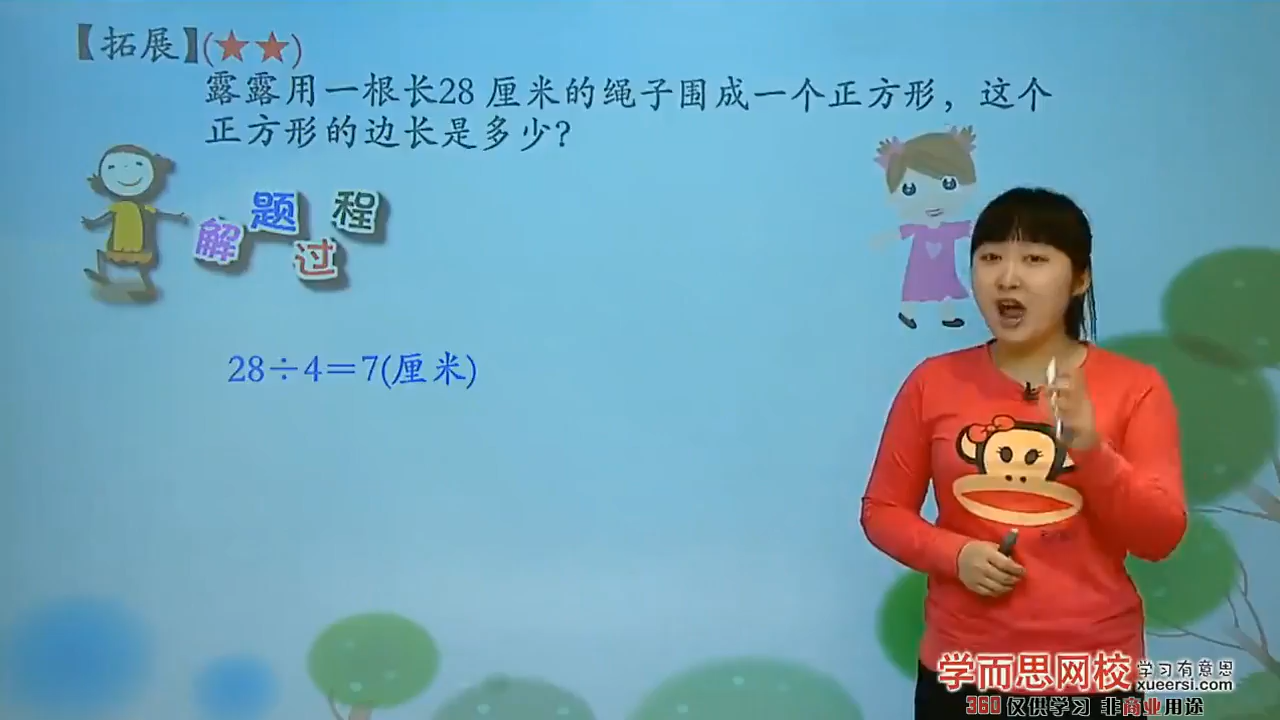 【拓展】(★★)
露露用一根长28厘米的绳子围成一个正方形，这个
正方形的边长是多少？
解题过程
28÷4＝7(厘米)
学而思网校 学习有意思
xueersi.com
360仅供学习 非商业用途